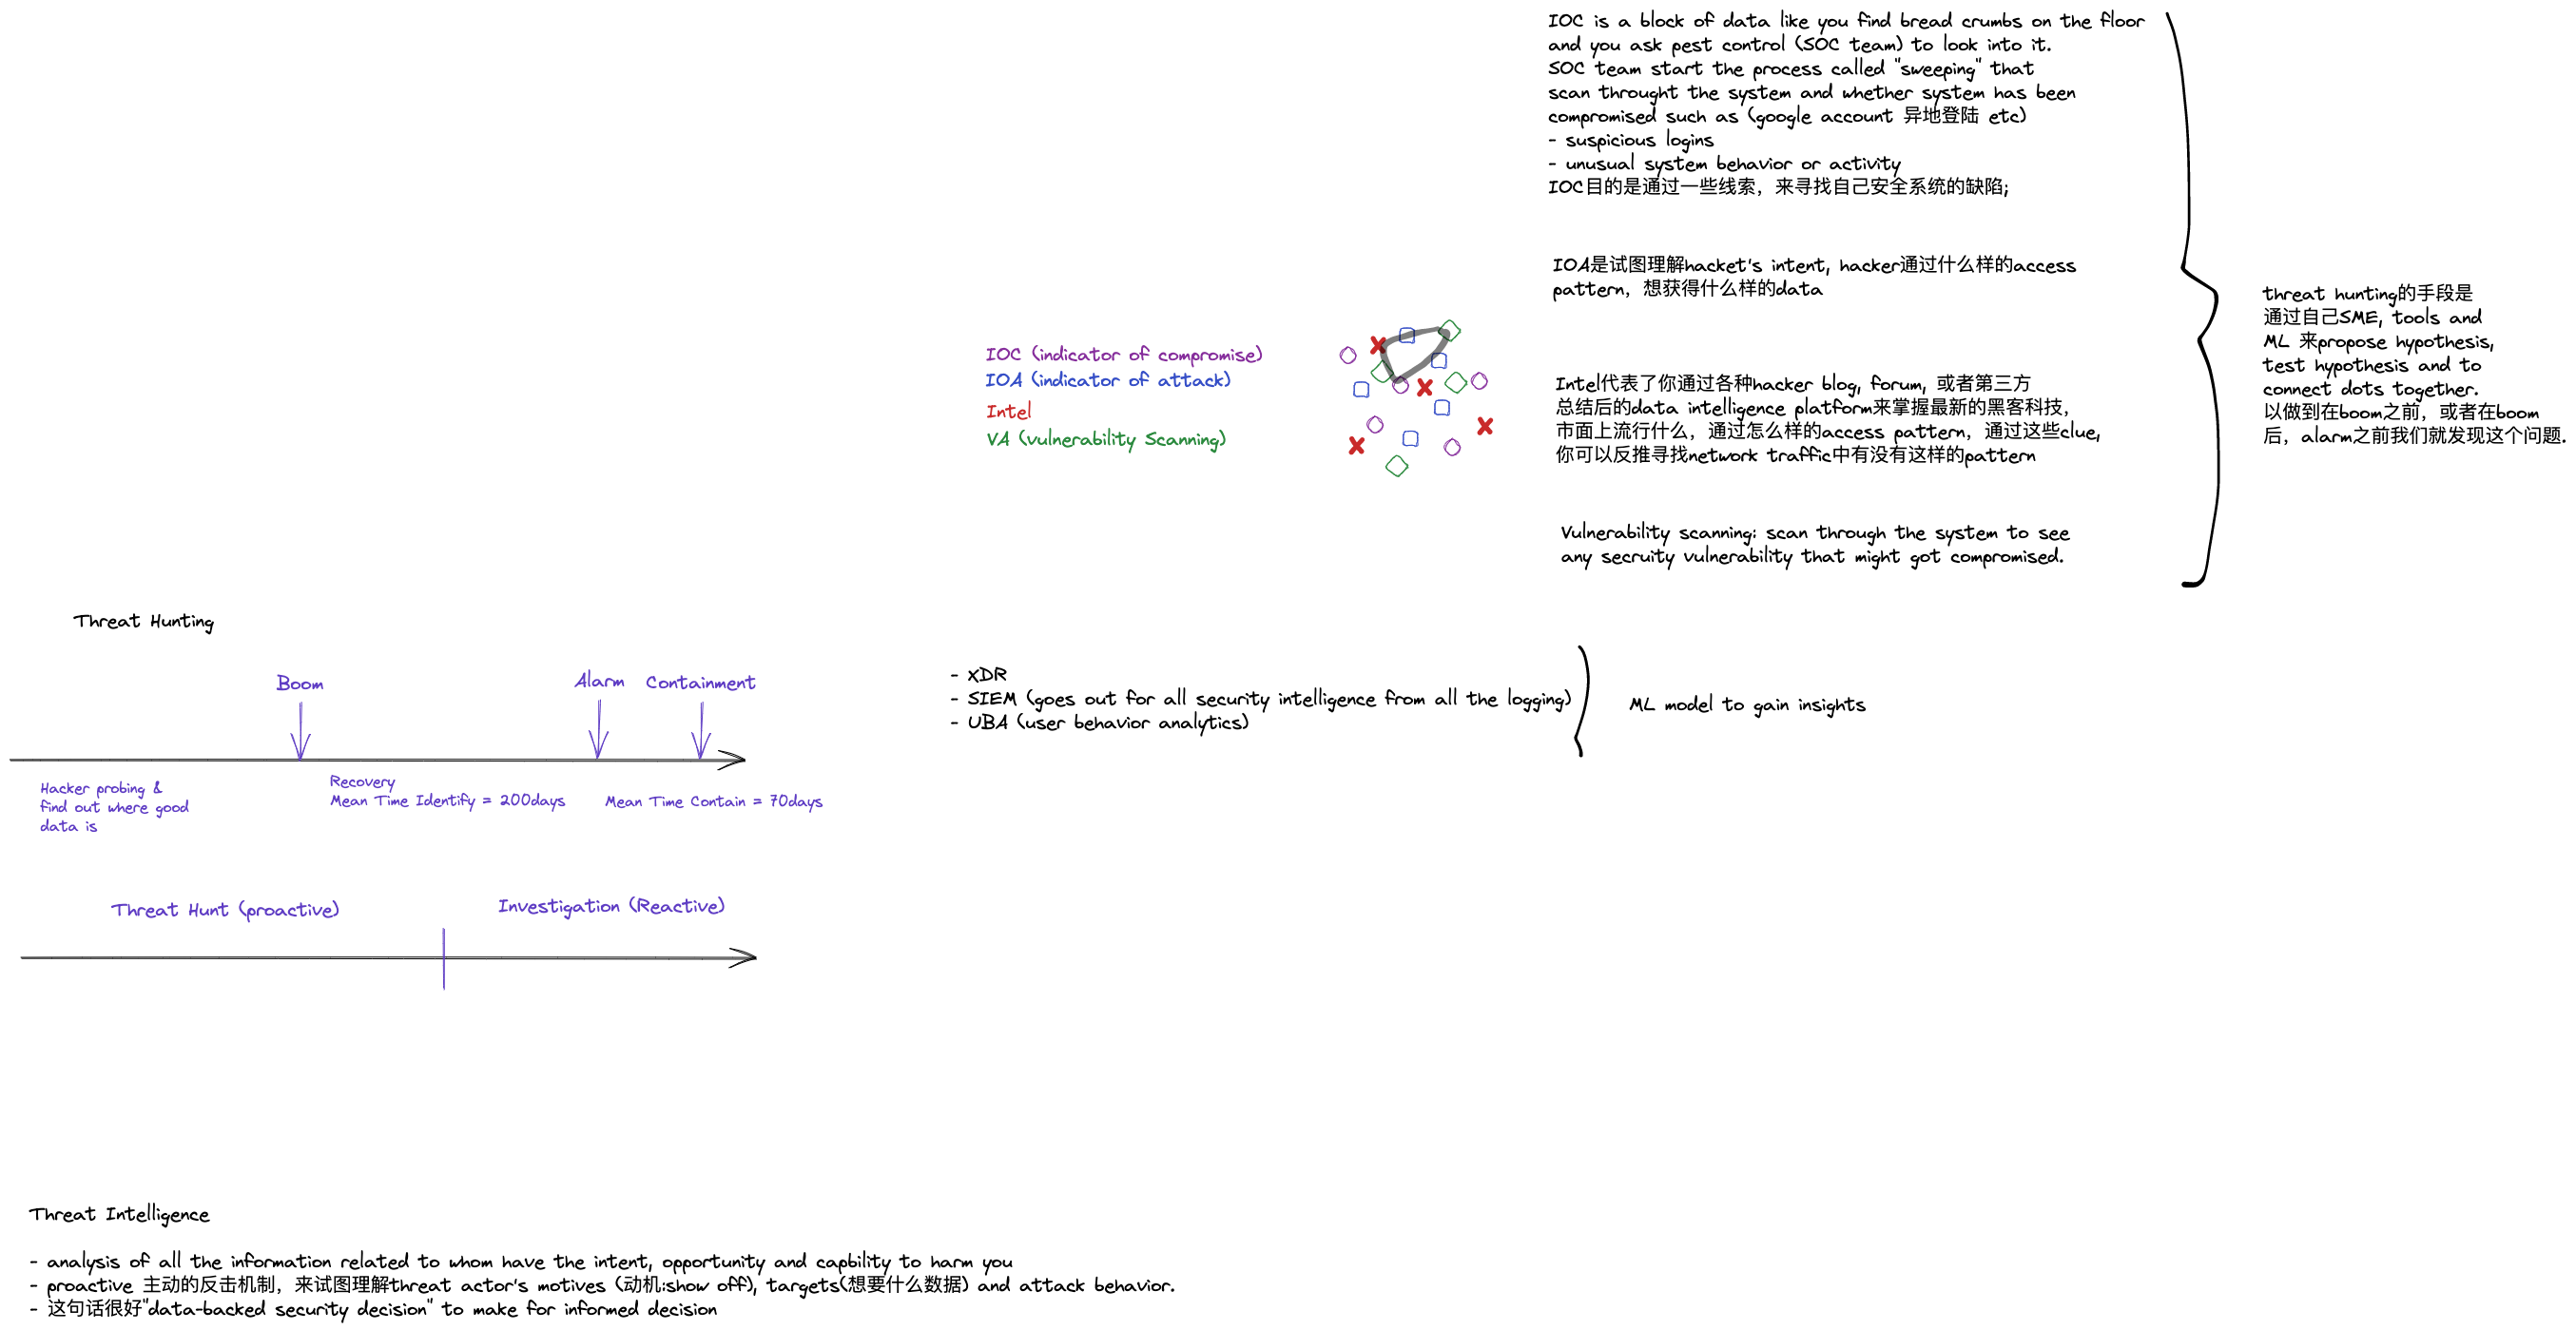 IOC is a block of data like you find bread crumbs on the floor
and you ask pest control (SOC team) to look into it.
SOC team start the process called "sweeping" that
scan throught the system and whether system has been
compromised such as (google account 异地登陆 etc)
- suspicious logins
- unusual system behavior or activity
IOC目的是通过一些线索，来寻找自己安全系统的缺陷;
IOA是试图理解hacket's intent, hacker通过什么样的access
pattern，想获得什么样的data
threat hunting的手段是
通过自己SME, tools and
ML 来propose hypothesis,
test hypothesis and to
connect dots together.
以做到在boom之前，或者在boom
后，alarm之前我们就发现这个问题.
IOC (indicator of compromise)
IOA (indicator of attack)
Intel
VA (vulnerability Scanning)
Intel代表了你通过各种hacker blog, forum, 或者第三方
总结后的data intelligence platform来掌握最新的黑客科技，
市面上流行什么，通过怎么样的access pattern，通过这些clue,
你可以反推寻找network traffic中有没有这样的pattern
Vulnerability scanning: scan through the system to see
any secruity vulnerability that might got compromised.
Threat Hunting
Boom
Alarm
Containment
Hacker probing &
find out where good
data is
Recovery
Mean Time Identify = 200days
Mean Time Contain = 70days
- XDR
- SIEM (goes out for all security intelligence from all the logging)
- UBA (user behavior analytics)
ML model to gain insights
Threat Hunt (proactive)
Investigation (Reactive)
Threat Intelligence
- analysis of all the information related to whom have the intent, opportunity and capbility to harm you
- proactive 主动的反击机制，来试图理解threat actor's motives (动机:show off), targets(想要什么数据) and attack behavior.
- 这句话很好"data-backed security decision" to make for informed decision